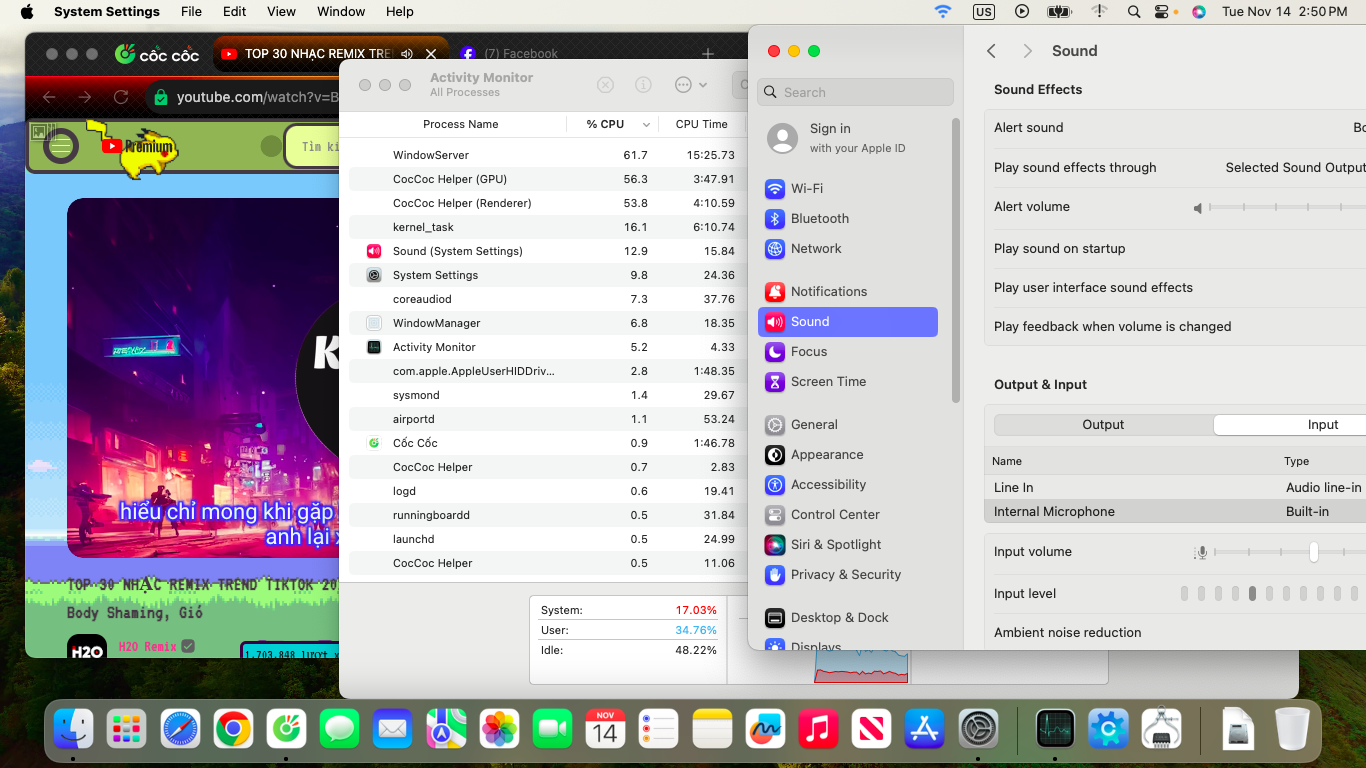 System Settings File Edit View Window Help US Tue Nov 14 2:50 PM
cốc cốc TOP 30 NHẠC REMIX TRE (7) Facebook
youtube.com/watch?v=B
Premium Tìm ki
hiểu chỉ mong khi gặp
anh lại x
TOP 30 NHẠC REMIX TREND TIKTOK 20
Body Shaming, Gió
H2O H2O Remix
1.703.848 lượt x
Activity Monitor
All Processes
Process Name % CPU CPU Time
WindowServer 61.7 15:25.73
CocCoc Helper (GPU) 56.3 3:47.91
CocCoc Helper (Renderer) 53.8 4:10.59
kernel_task 16.1 6:10.74
Sound (System Settings) 12.9 15.84
System Settings 9.8 24.36
coreaudiod 7.3 37.76
WindowManager 6.8 18.35
Activity Monitor 5.2 4.33
com.apple.AppleUserHIDDriv... 2.8 1:48.35
sysmond 1.4 29.67
airportd 1.1 53.24
Cốc Cốc 0.9 1:46.78
CocCoc Helper 0.7 2.83
logd 0.6 19.41
runningboardd 0.5 31.84
launchd 0.5 24.99
CocCoc Helper 0.5 11.06
System: 17.03%
User: 34.76%
Idle: 48.22%
Search
Sign in
with your Apple ID
Wi-Fi
Bluetooth
Network
Notifications
Sound
Focus
Screen Time
General
Appearance
Accessibility
Control Center
Siri & Spotlight
Privacy & Security
Desktop & Dock
Displays
Sound
Sound Effects
Alert sound Bo
Play sound effects through Selected Sound Output
Alert volume
Play sound on startup
Play user interface sound effects
Play feedback when volume is changed
Output & Input
Output Input
Name Type
Line In Audio line-in
Internal Microphone Built-in
Input volume
Input level
Ambient noise reduction
NOV
14